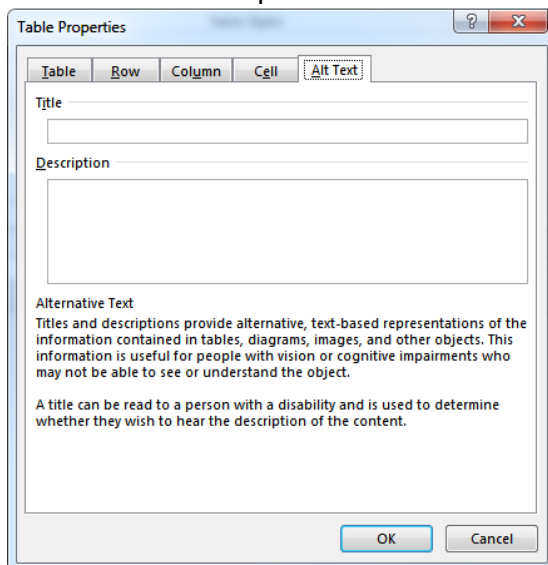 Table Properties
?
X
Table Row Column Cell Alt Text
Title
Description
Alternative Text
Titles and descriptions provide alternative, text-based representations of the
information contained in tables, diagrams, images, and other objects. This
information is useful for people with vision or cognitive impairments who
may not be able to see or understand the object.
A title can be read to a person with a disability and is used to determine
whether they wish to hear the description of the content.
OK Cancel